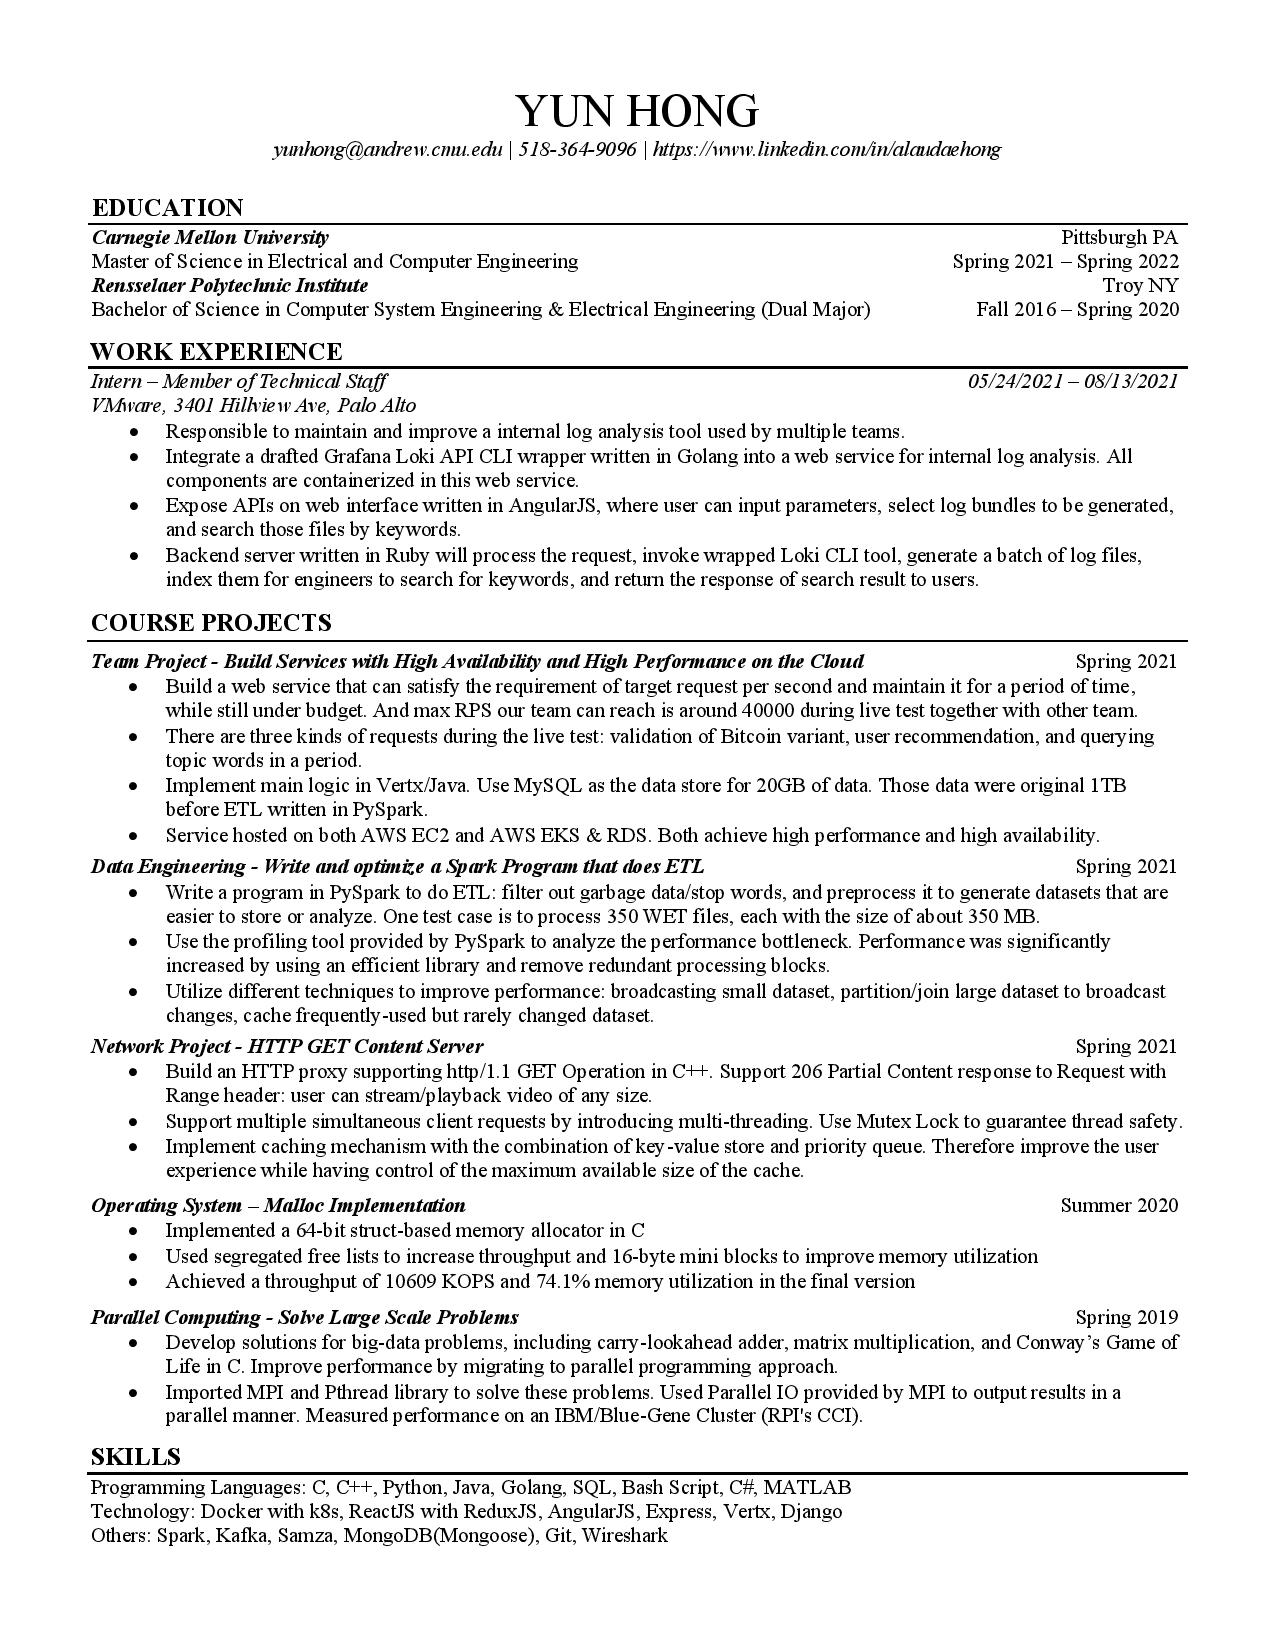 YUN HONG
yunhong@andrew.cmu.edu | 518-364-9096 | https://www.linkedin.com/in/alaudaehong
EDUCATION
Carnegie Mellon University Pittsburgh PA
Master of Science in Electrical and Computer Engineering Spring 2021 – Spring 2022
Rensselaer Polytechnic Institute Troy NY
Bachelor of Science in Computer System Engineering & Electrical Engineering (Dual Major) Fall 2016 – Spring 2020
WORK EXPERIENCE
Intern – Member of Technical Staff 05/24/2021 – 08/13/2021
VMware, 3401 Hillview Ave, Palo Alto
• Responsible to maintain and improve a internal log analysis tool used by multiple teams.
• Integrate a drafted Grafana Loki API CLI wrapper written in Golang into a web service for internal log analysis. All
components are containerized in this web service.
• Expose APIs on web interface written in AngularJS, where user can input parameters, select log bundles to be generated,
and search those files by keywords.
• Backend server written in Ruby will process the request, invoke wrapped Loki CLI tool, generate a batch of log files,
index them for engineers to search for keywords, and return the response of search result to users.
COURSE PROJECTS
Team Project - Build Services with High Availability and High Performance on the Cloud Spring 2021
• Build a web service that can satisfy the requirement of target request per second and maintain it for a period of time,
while still under budget. And max RPS our team can reach is around 40000 during live test together with other team.
• There are three kinds of requests during the live test: validation of Bitcoin variant, user recommendation, and querying
topic words in a period.
• Implement main logic in Vertx/Java. Use MySQL as the data store for 20GB of data. Those data were original 1TB
before ETL written in PySpark.
• Service hosted on both AWS EC2 and AWS EKS & RDS. Both achieve high performance and high availability.
Data Engineering - Write and optimize a Spark Program that does ETL Spring 2021
• Write a program in PySpark to do ETL: filter out garbage data/stop words, and preprocess it to generate datasets that are
easier to store or analyze. One test case is to process 350 WET files, each with the size of about 350 MB.
• Use the profiling tool provided by PySpark to analyze the performance bottleneck. Performance was significantly
increased by using an efficient library and remove redundant processing blocks.
• Utilize different techniques to improve performance: broadcasting small dataset, partition/join large dataset to broadcast
changes, cache frequently-used but rarely changed dataset.
Network Project - HTTP GET Content Server Spring 2021
• Build an HTTP proxy supporting http/1.1 GET Operation in C++. Support 206 Partial Content response to Request with
Range header: user can stream/playback video of any size.
• Support multiple simultaneous client requests by introducing multi-threading. Use Mutex Lock to guarantee thread safety.
• Implement caching mechanism with the combination of key-value store and priority queue. Therefore improve the user
experience while having control of the maximum available size of the cache.
Operating System – Malloc Implementation Summer 2020
• Implemented a 64-bit struct-based memory allocator in C
• Used segregated free lists to increase throughput and 16-byte mini blocks to improve memory utilization
• Achieved a throughput of 10609 KOPS and 74.1% memory utilization in the final version
Parallel Computing - Solve Large Scale Problems Spring 2019
• Develop solutions for big-data problems, including carry-lookahead adder, matrix multiplication, and Conway’s Game of
Life in C. Improve performance by migrating to parallel programming approach.
• Imported MPI and Pthread library to solve these problems. Used Parallel IO provided by MPI to output results in a
parallel manner. Measured performance on an IBM/Blue-Gene Cluster (RPI's CCI).
SKILLS
Programming Languages: C, C++, Python, Java, Golang, SQL, Bash Script, C#, MATLAB
Technology: Docker with k8s, ReactJS with ReduxJS, AngularJS, Express, Vertx, Django
Others: Spark, Kafka, Samza, MongoDB(Mongoose), Git, Wireshark